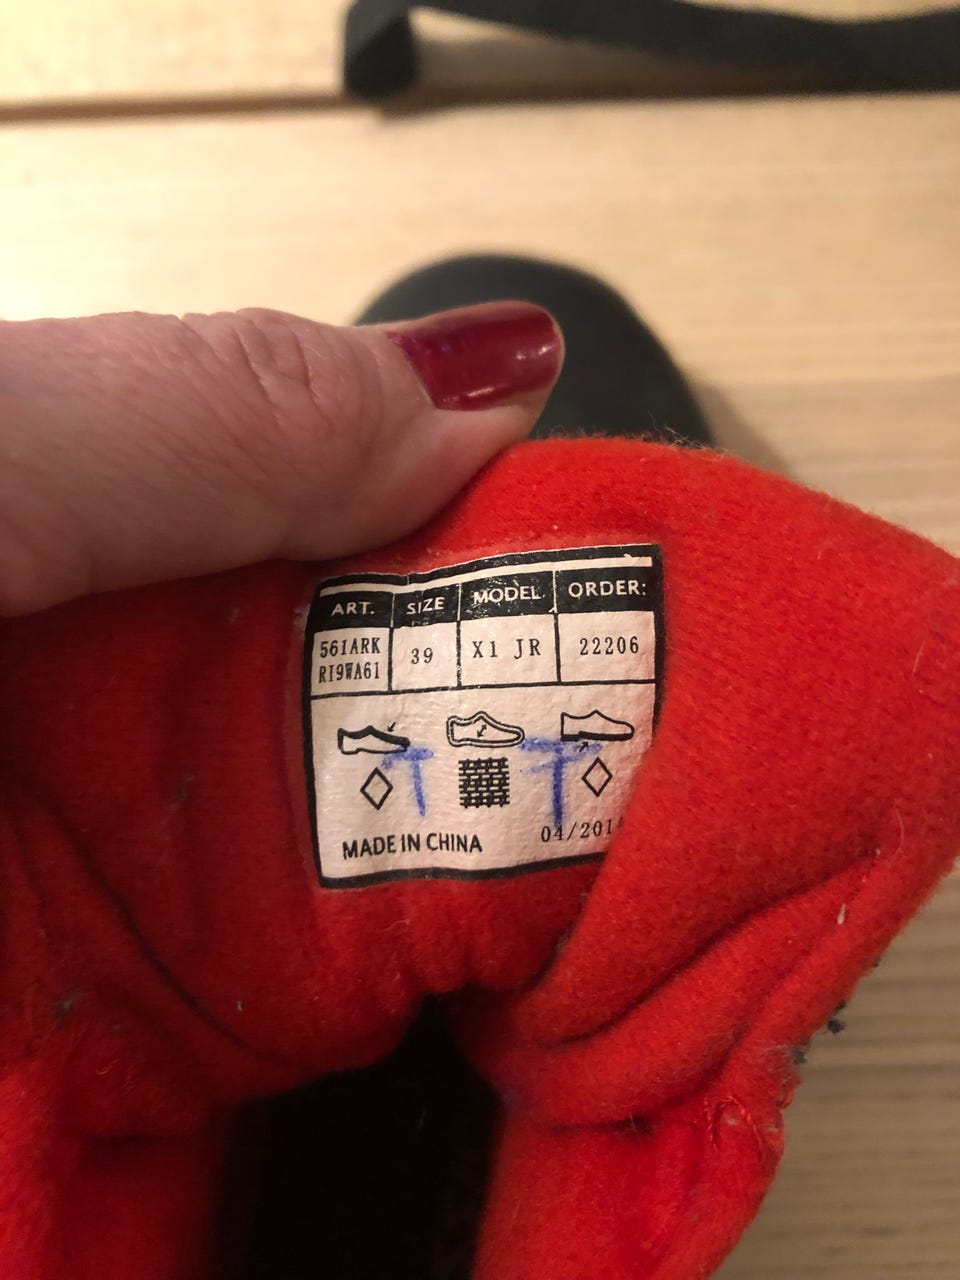 ART. SIZE MODEL ORDER:
561ARK 39 X1 JR 22206
RI9WA61
T T
MADE IN CHINA